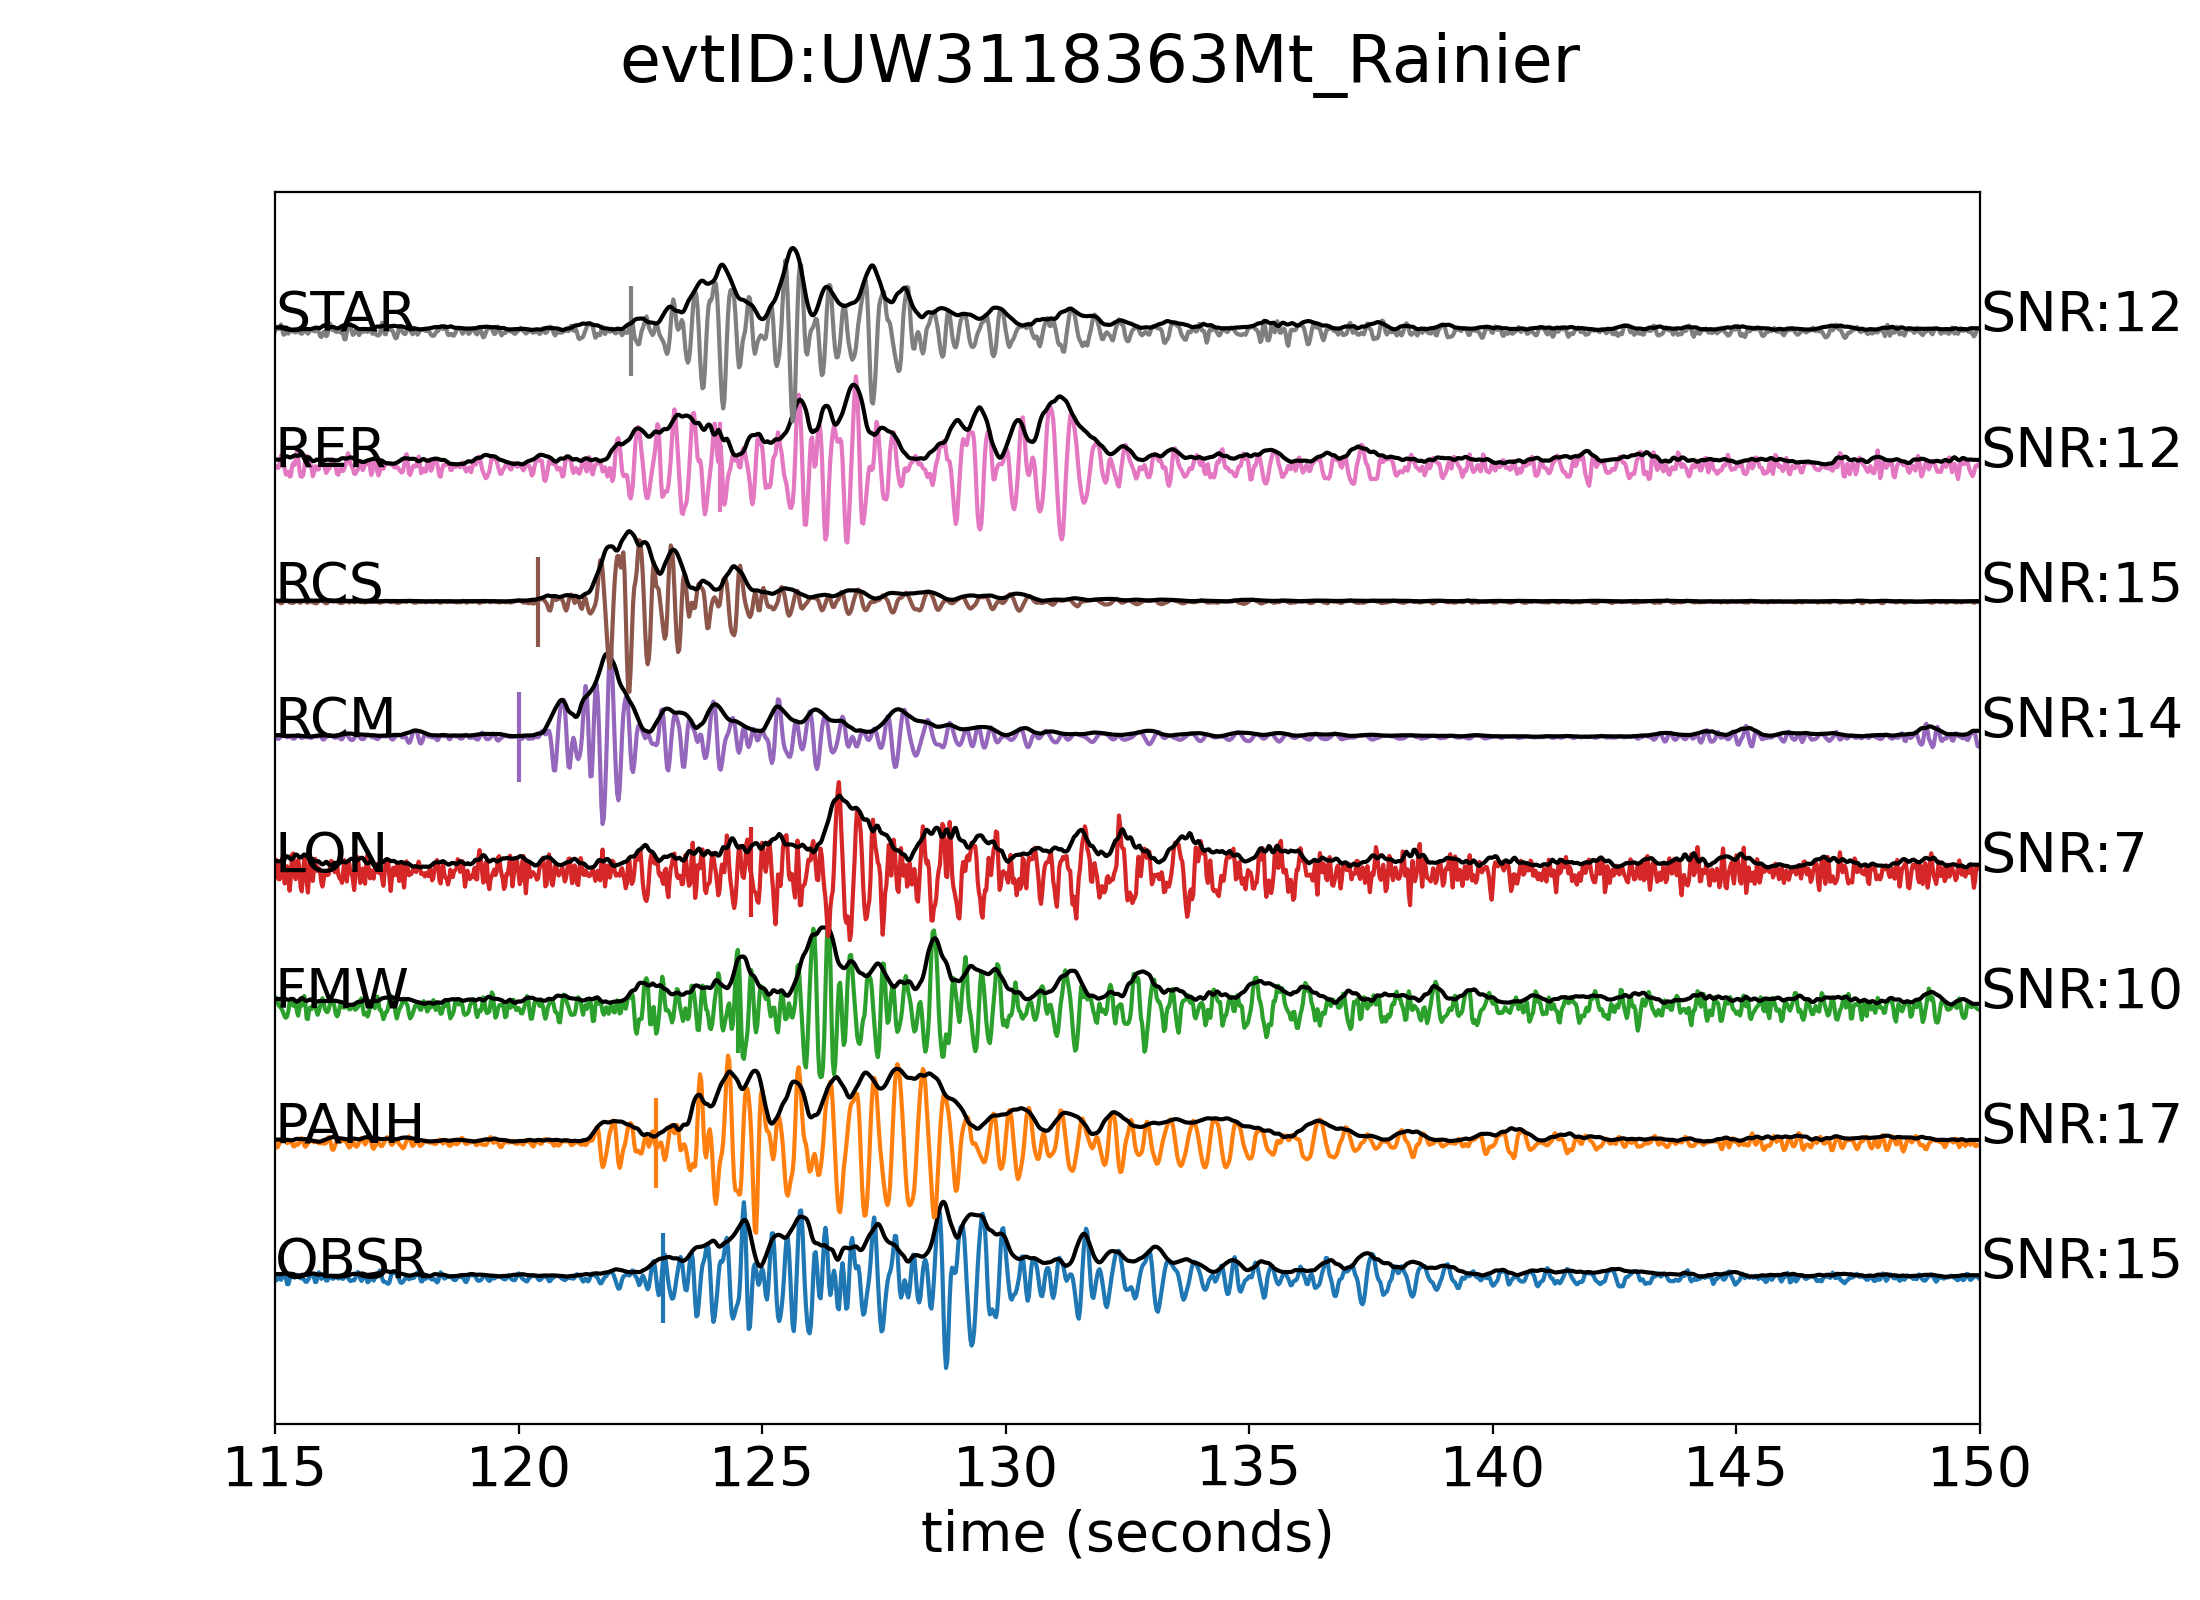 evtID:UW3118363Mt_Rainier
STAR SNR:12
RER SNR:12
RCS SNR:15
RCM SNR:14
LON SNR:7
FMW SNR:10
PANH SNR:17
OBSR SNR:15
115 120 125 130 135 140 145 150
time (seconds)